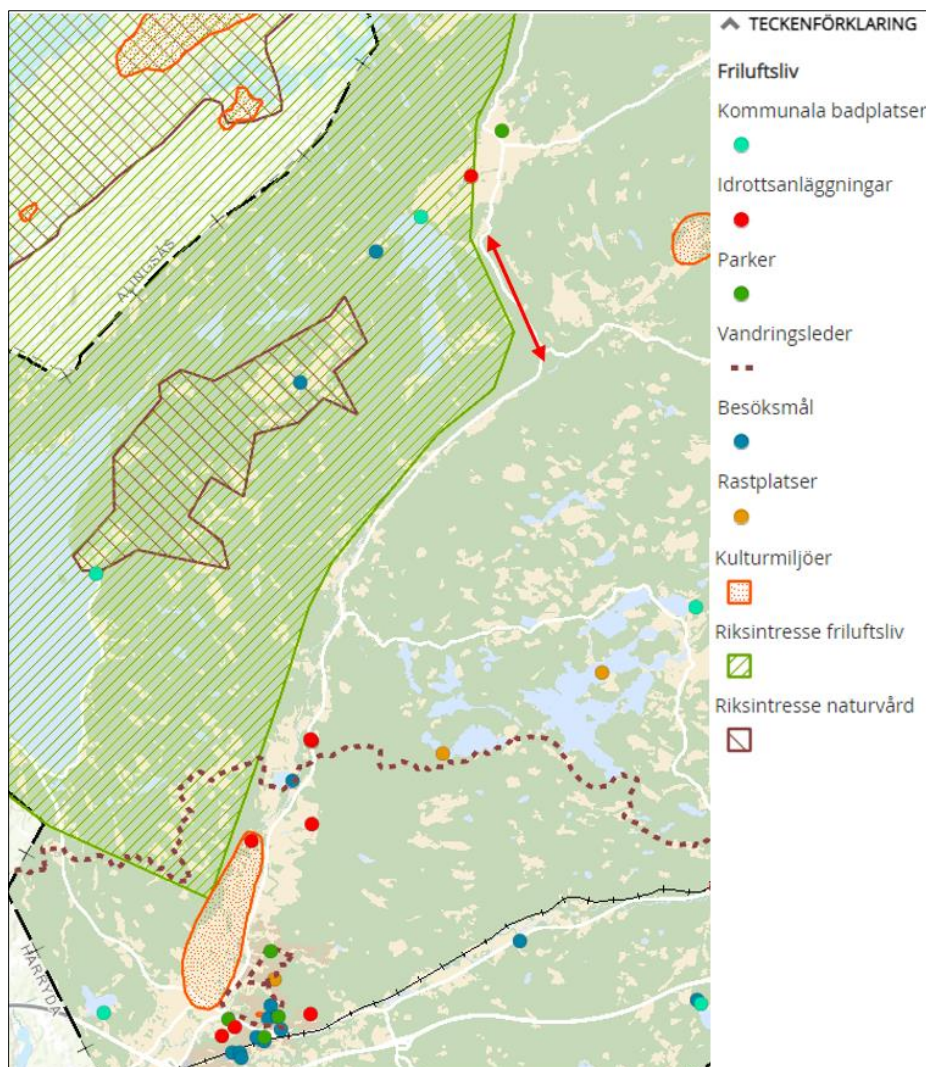 TECKENFÖRKLARING
Friluftsliv
Kommunala badplatser
Idrottsanläggningar
Parker
Vandringsleder
Besöksmål
Rastplatser
Kulturmiljöer
Riksintresse friluftsliv
Riksintresse naturvård
ALINGSÅS
HÄRRYDA